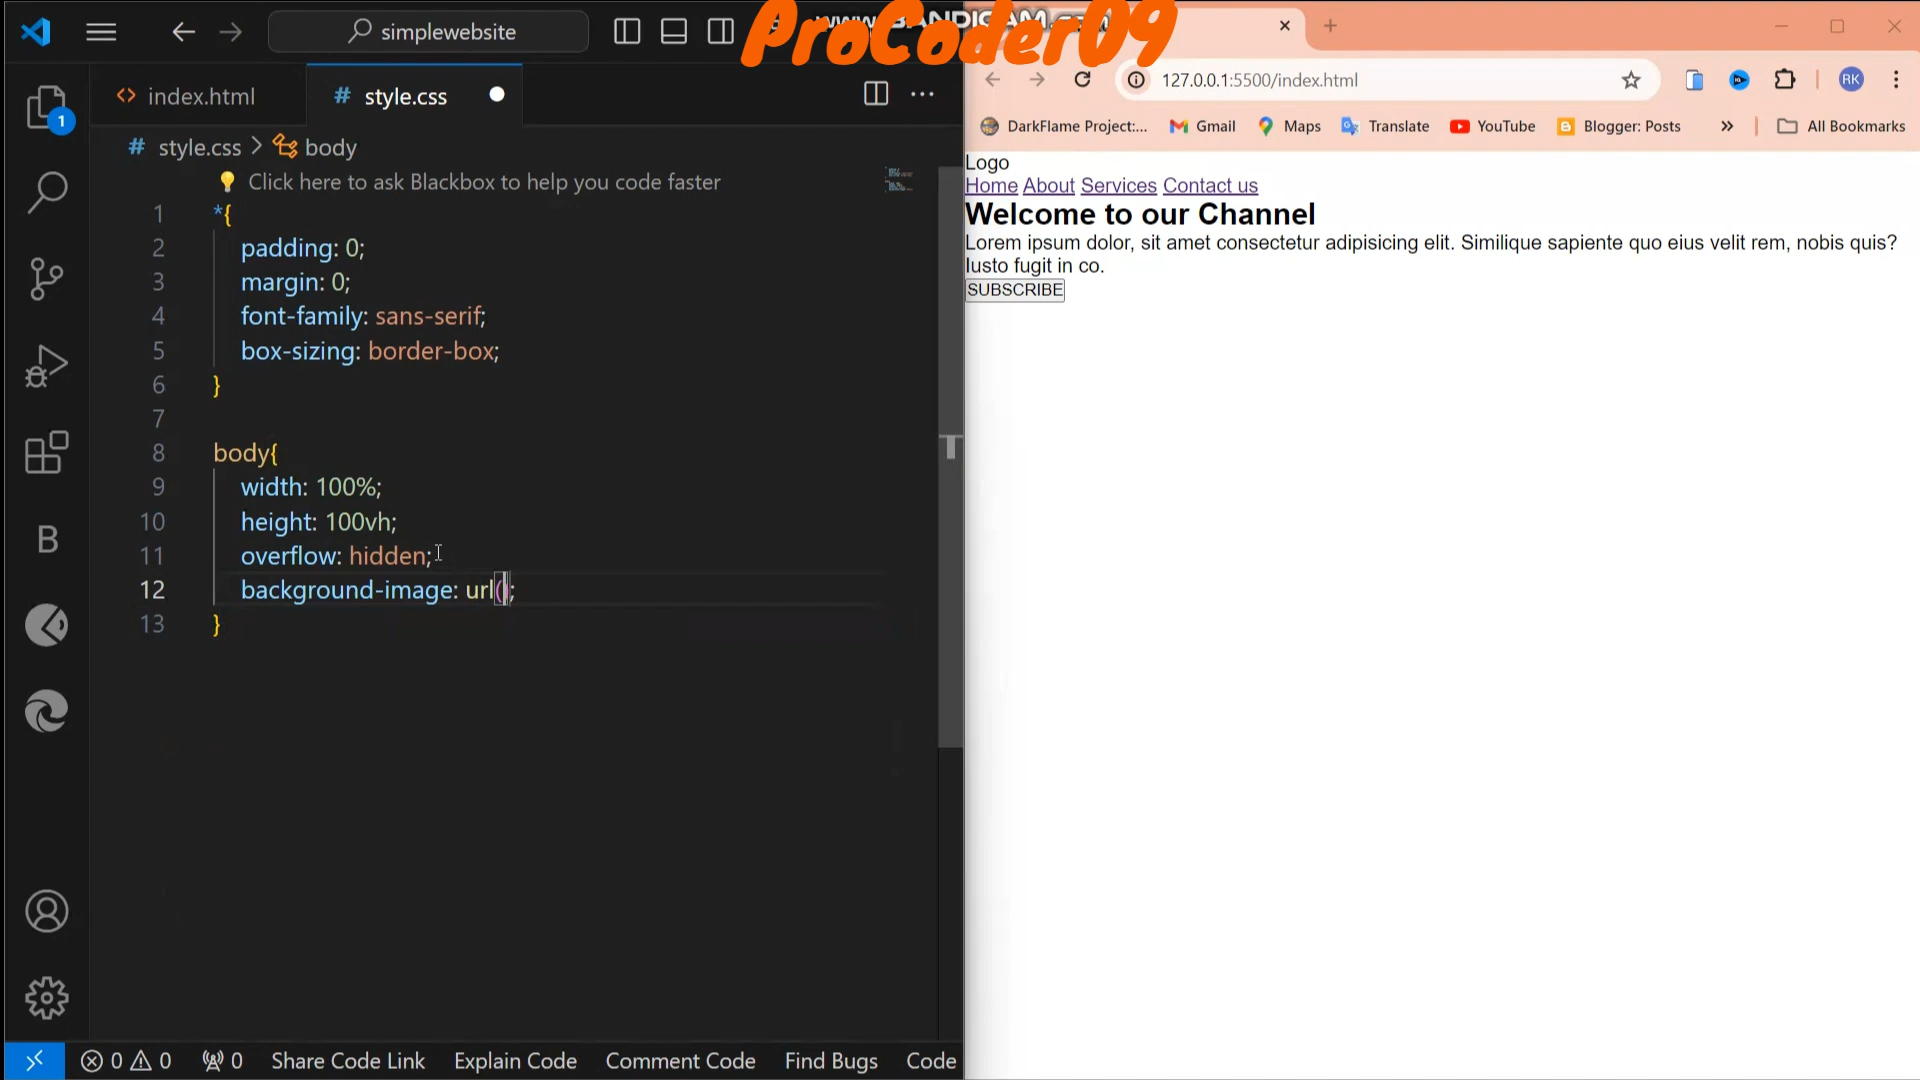 simplewebsite
ProCoder09
www.BANDICAM.com
index.html
# style.css
127.0.0.1:5500/index.html
RK
DarkFlame Project:...
Gmail
Maps
Translate
YouTube
Blogger: Posts
All Bookmarks
# style.css > body
Click here to ask Blackbox to help you code faster
1 *{
2 padding: 0;
3 margin: 0;
4 font-family: sans-serif;
5 box-sizing: border-box;
6 }
7
8 body{
9 width: 100%;
10 height: 100vh;
11 overflow: hidden;
12 background-image: url();
13 }
1
B
Logo
Home About Services Contact us
Welcome to our Channel
Lorem ipsum dolor, sit amet consectetur adipisicing elit. Similique sapiente quo eius velit rem, nobis quis?
Iusto fugit in co.
SUBSCRIBE
0 0 0 Share Code Link Explain Code Comment Code Find Bugs Code